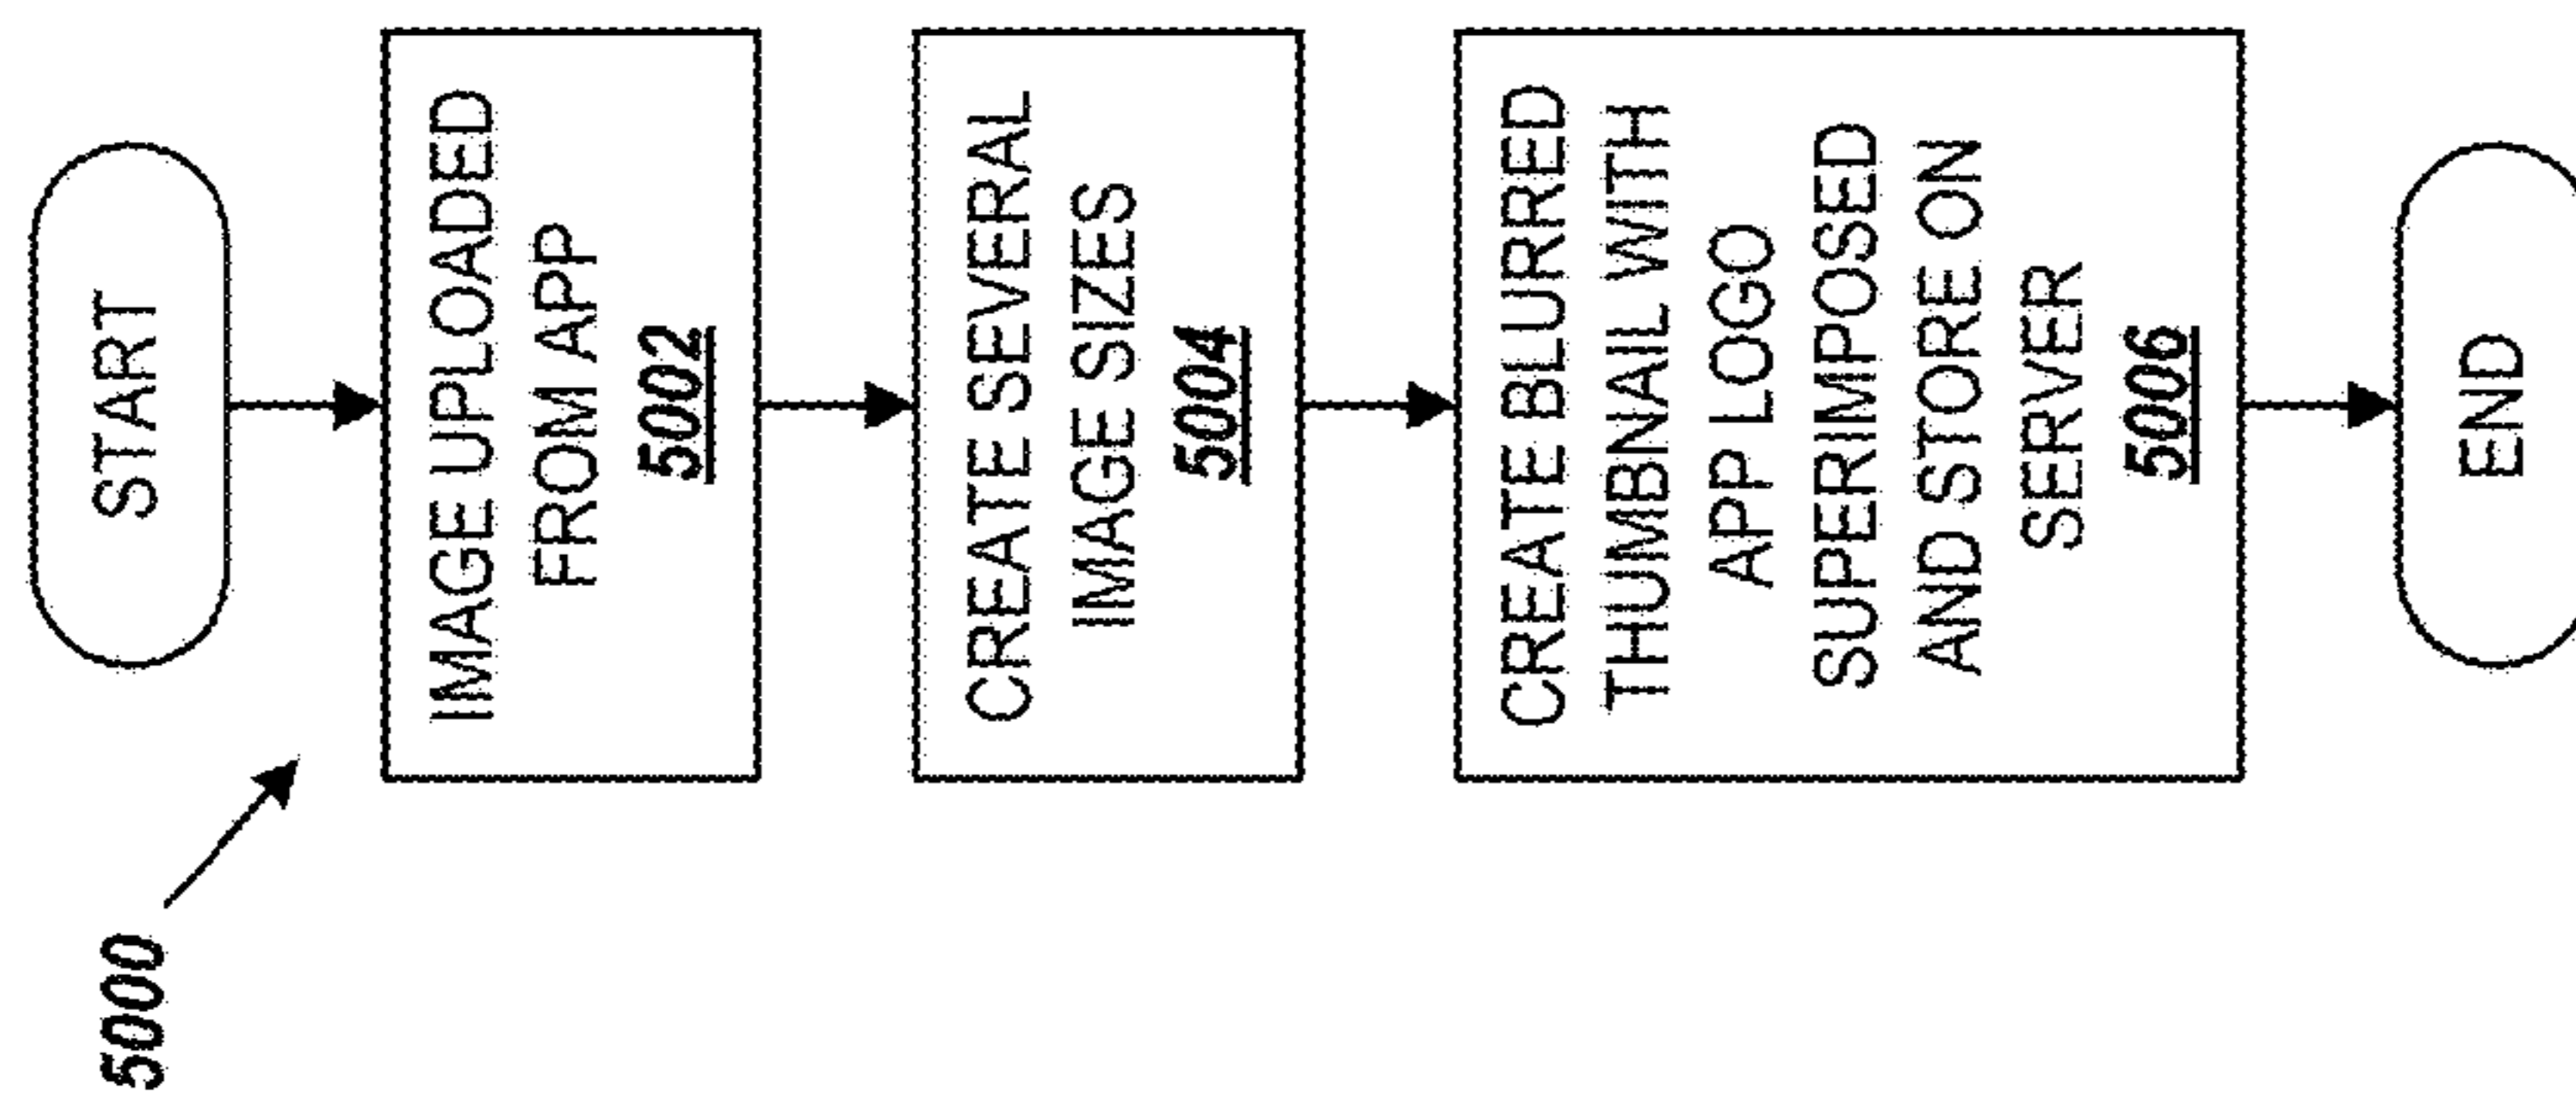 5000
START
IMAGE UPLOADED
FROM APP
5002
CREATE SEVERAL
IMAGE SIZES
5004
CREATE BLURRED
THUMBNAIL WITH
APP LOGO
SUPERIMPOSED
AND STORE ON
SERVER
5006
END